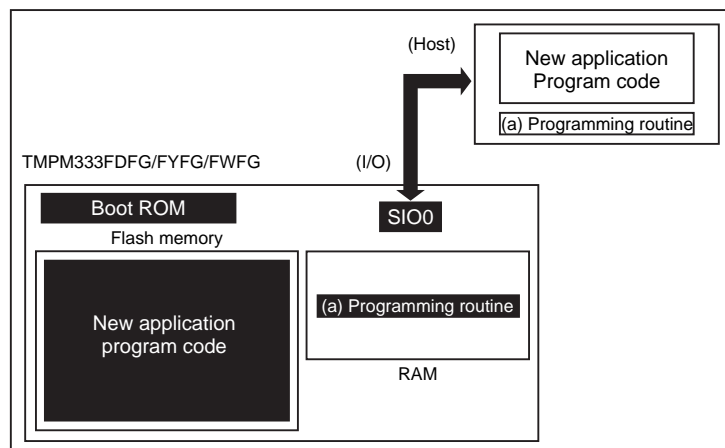 (Host)
New application
Program code
(a) Programming routine
TMPM333FDFG/FYFG/FWFG
(I/O)
Boot ROM
SIO0
Flash memory
New application
program code
(a) Programming routine
RAM